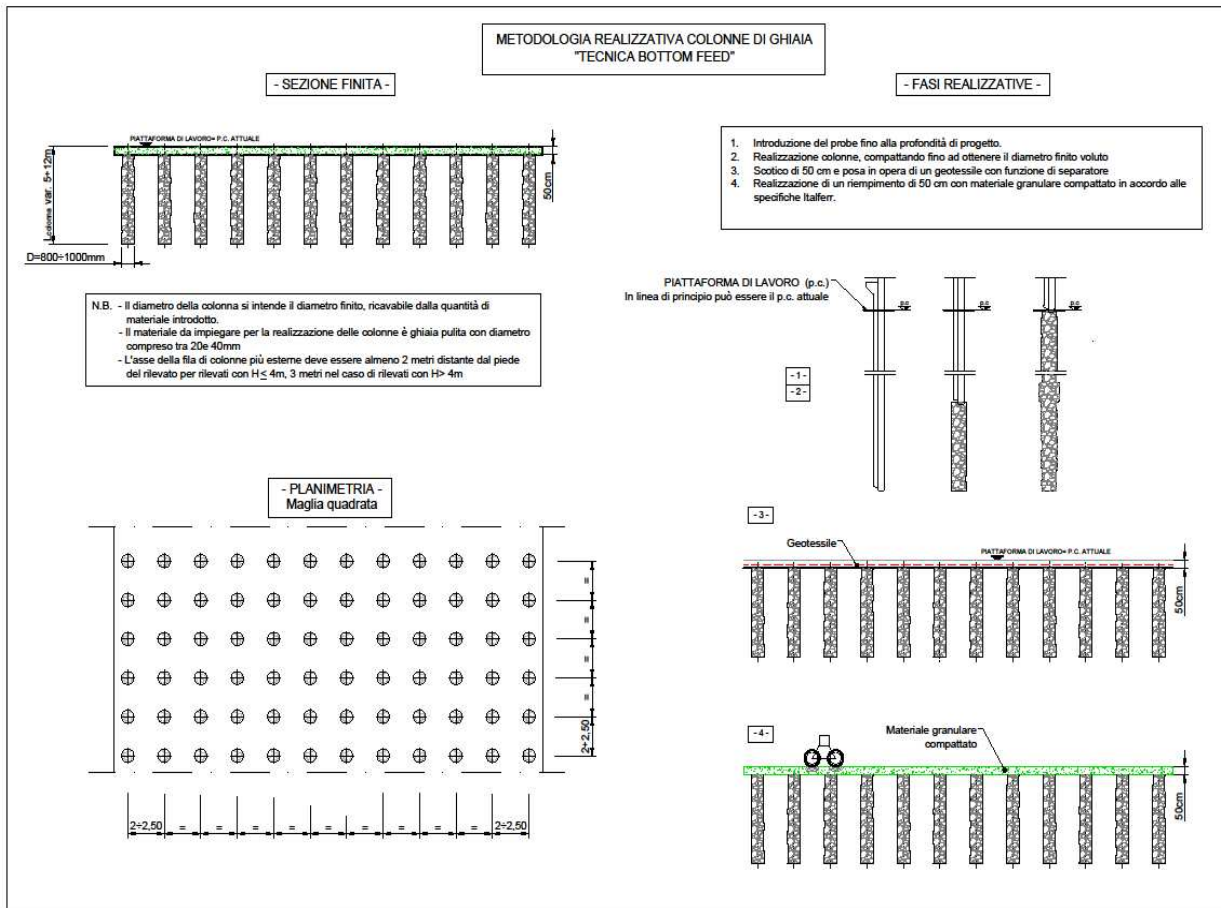 METODOLOGIA REALIZZATIVA COLONNE DI GHIAIA
"TECNICA BOTTOM FEED"
- SEZIONE FINITA -
PIATTAFORMA DI LAVORO= P.C. ATTUALE
Lcolonna var. 5÷12m
50cm
D=800÷1000mm
N.B. - Il diametro della colonna si intende il diametro finito, ricavabile dalla quantità di
materiale introdotto.
- Il materiale da impiegare per la realizzazione delle colonne è ghiaia pulita con diametro
compreso tra 20e 40mm
- L'asse della fila di colonne più esterne deve essere almeno 2 metri distante dal piede
del rilevato per rilevati con H≤ 4m, 3 metri nel caso di rilevati con H> 4m
- PLANIMETRIA -
Maglia quadrata
=
=
=
=
2÷2,50
2÷2,50 = = = = = = = = = 2÷2,50
- FASI REALIZZATIVE -
1. Introduzione del probe fino alla profondità di progetto.
2. Realizzazione colonne, compattando fino ad ottenere il diametro finito voluto
3. Scotico di 50 cm e posa in opera di un geotessile con funzione di separatore
4. Realizzazione di un riempimento di 50 cm con materiale granulare compattato in accordo alle
specifiche Italferr.
PIATTAFORMA DI LAVORO (p.c.)
In linea di principio può essere il p.c. attuale
p.c p.c p.c
-1-
-2-
-3-
Geotessile
PIATTAFORMA DI LAVORO= P.C. ATTUALE
50cm
-4-
Materiale granulare
compattato
50cm